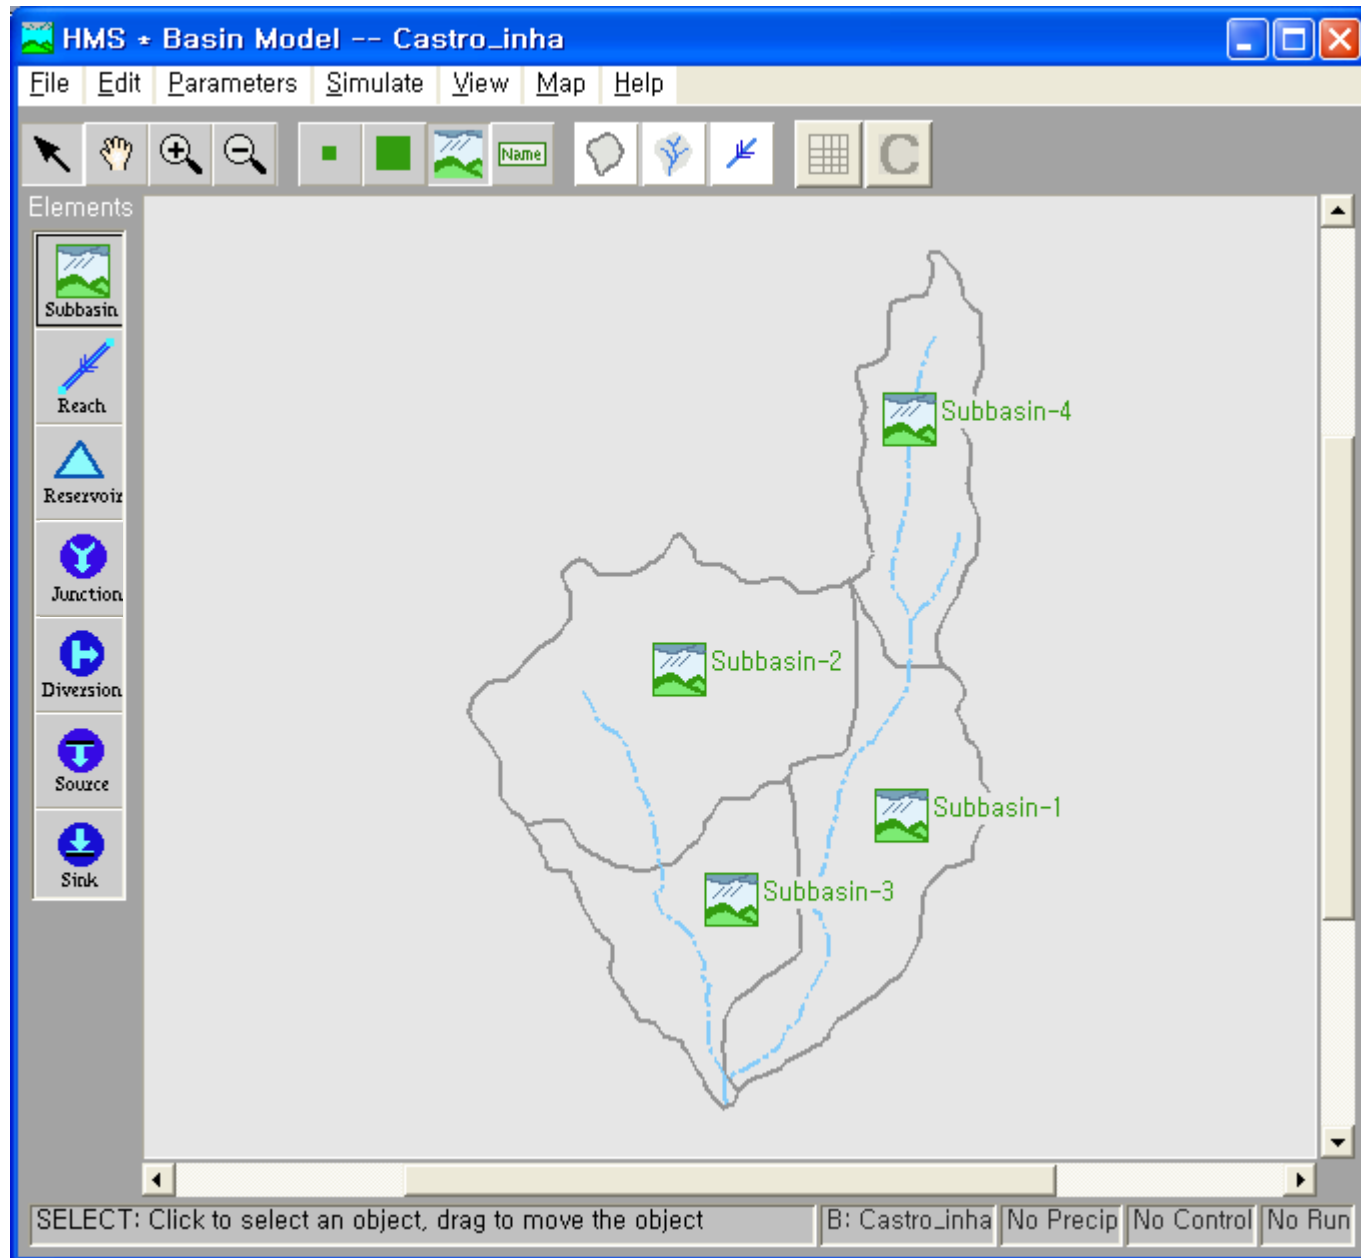 HMS * Basin Model -- Castro_inha
File Edit Parameters Simulate View Map Help
Name
C
Elements
Subbasin
Reach
Reservoir
Junction
Diversion
Source
Sink
Subbasin-4
Subbasin-2
Subbasin-1
Subbasin-3
SELECT: Click to select an object, drag to move the object
B: Castro_inha
No Precip
No Control
No Run